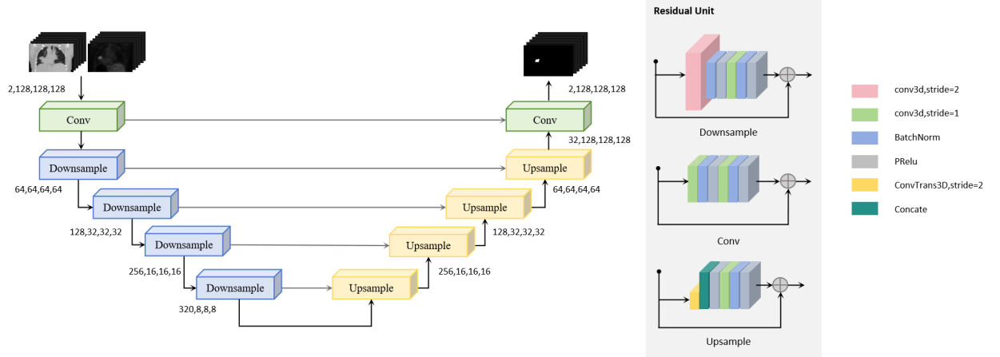 Residual Unit
2,128,128,128
2,128,128,128
Conv
Conv
32,128,128,128
Downsample
Upsample
64,64,64,64
64,64,64,64
Downsample
Upsample
128,32,32,32
128,32,32,32
Downsample
Upsample
256,16,16,16
256,16,16,16
Downsample
Upsample
320,8,8,8
Downsample
Conv
Upsample
conv3d,stride=2
conv3d,stride=1
BatchNorm
PRelu
ConvTrans3D,stride=2
Concate